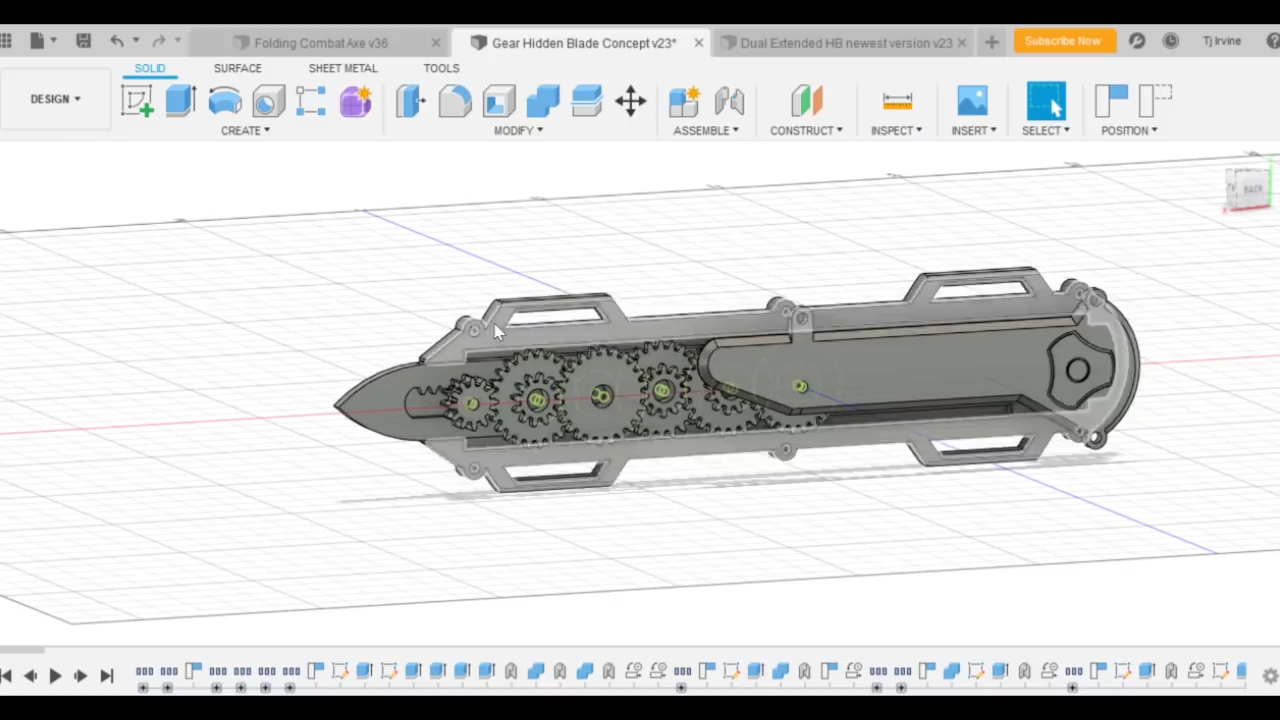 Folding Combat Axe v36
Gear Hidden Blade Concept v23*
Dual Extended HB newest version v23
Subscribe Now
Tj Irvine
DESIGN
SOLID
SURFACE
SHEET METAL
TOOLS
CREATE
MODIFY
ASSEMBLE
CONSTRUCT
INSPECT
INSERT
SELECT
POSITION
BACK